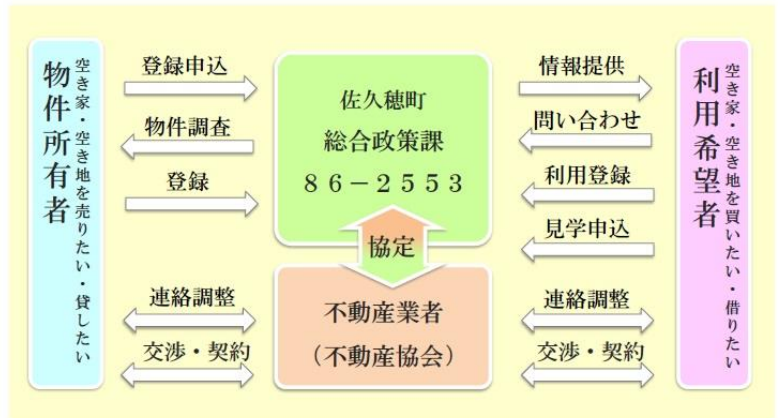 物件所有者
空き家・空き地を売りたい・貸したい
登録申込
物件調査
登録
連絡調整
交渉・契約
佐久穂町
総合政策課
８６－２５５３
協定
不動産業者
（不動産協会）
情報提供
問い合わせ
利用登録
見学申込
連絡調整
交渉・契約
利用希望者
空き家・空き地を買いたい・借りたい